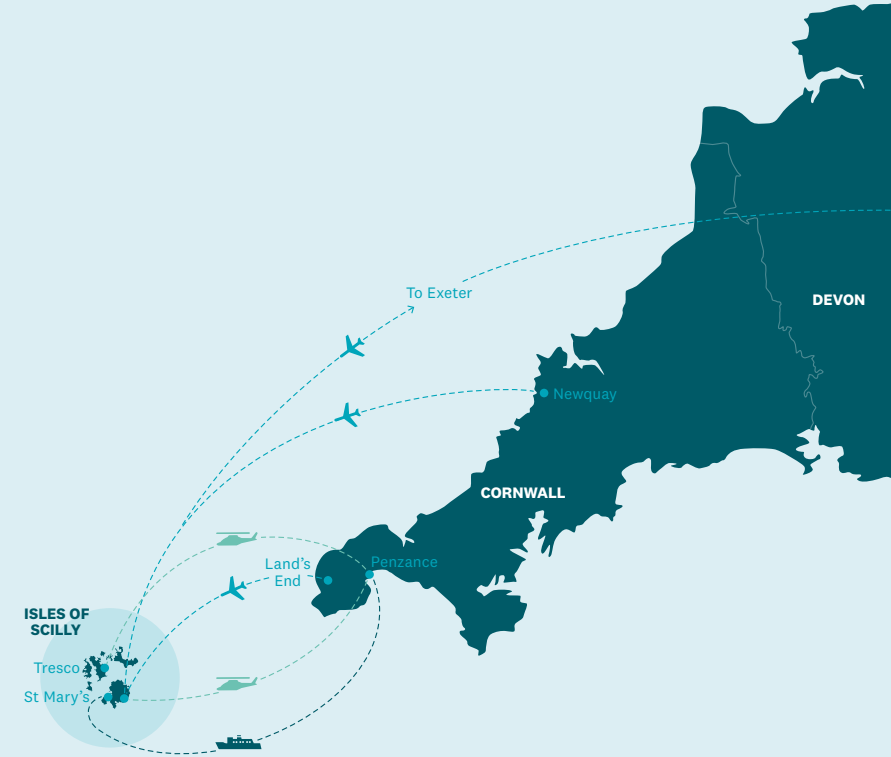 To Exeter
DEVON
Newquay
CORNWALL
Land's
End
Penzance
ISLES OF
SCILLY
Tresco
St Mary's